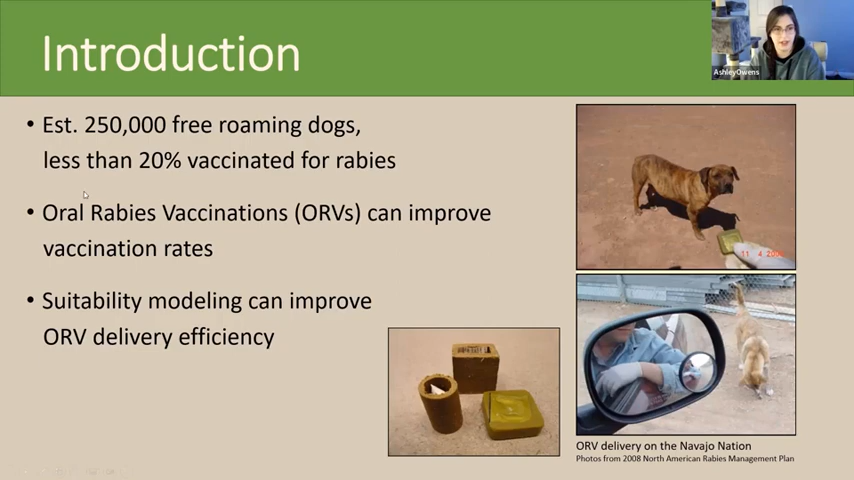 Introduction
AshleyOwens
• Est. 250,000 free roaming dogs,
less than 20% vaccinated for rabies
• Oral Rabies Vaccinations (ORVs) can improve
vaccination rates
• Suitability modeling can improve
ORV delivery efficiency
11 4
ORV delivery on the Navajo Nation
Photos from 2008 North American Rabies Management Plan